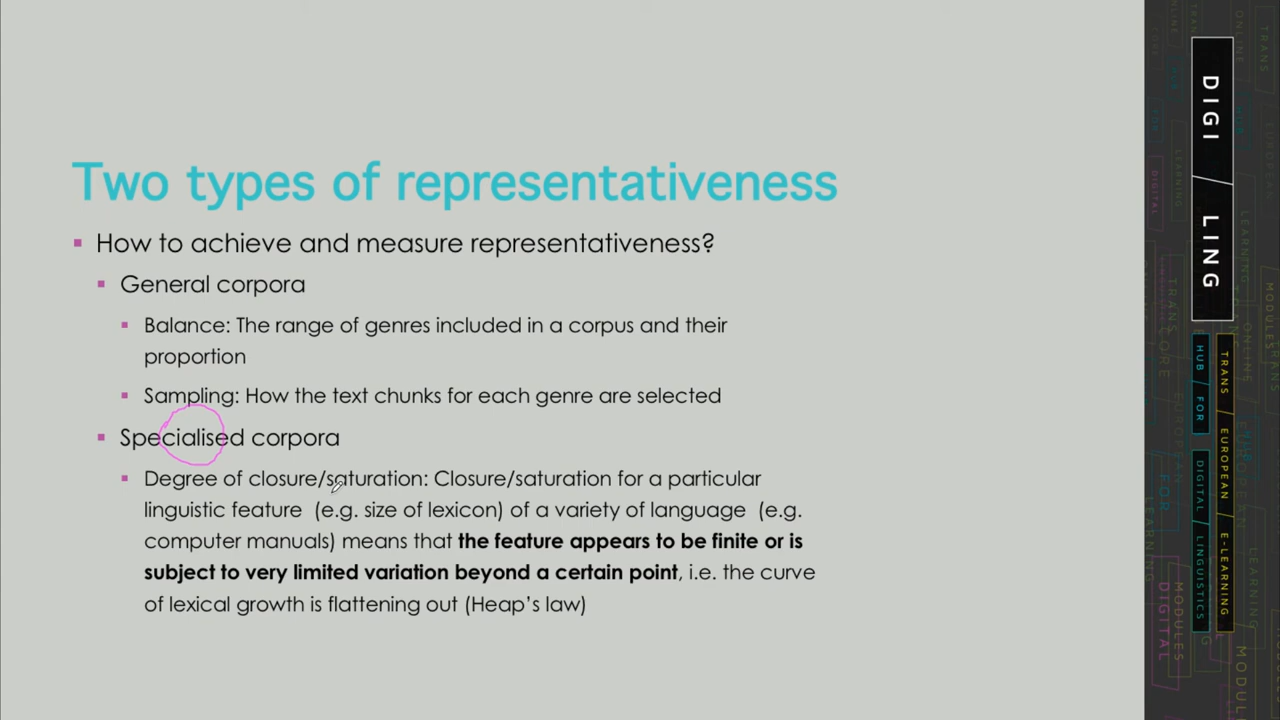 Two types of representativeness
How to achieve and measure representativeness?
General corpora
Balance: The range of genres included in a corpus and their
proportion
Sampling: How the text chunks for each genre are selected
Specialised corpora
Degree of closure/saturation: Closure/saturation for a particular
linguistic feature (e.g. size of lexicon) of a variety of language (e.g.
computer manuals) means that the feature appears to be finite or is
subject to very limited variation beyond a certain point, i.e. the curve
of lexical growth is flattening out (Heap’s law)
DIGI / LING
HUB / FOR / DIGITAL / LINGUISTICS
TRANS / EUROPEAN / E-LEARNING